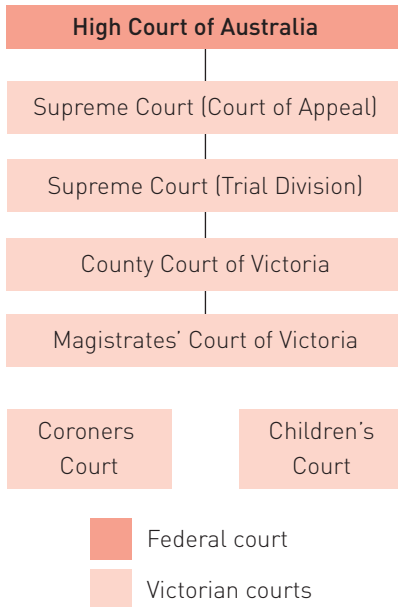 High Court of Australia
Supreme Court (Court of Appeal)
Supreme Court (Trial Division)
County Court of Victoria
Magistrates’ Court of Victoria
Coroners
Court
Children’s
Court
Federal court
Victorian courts